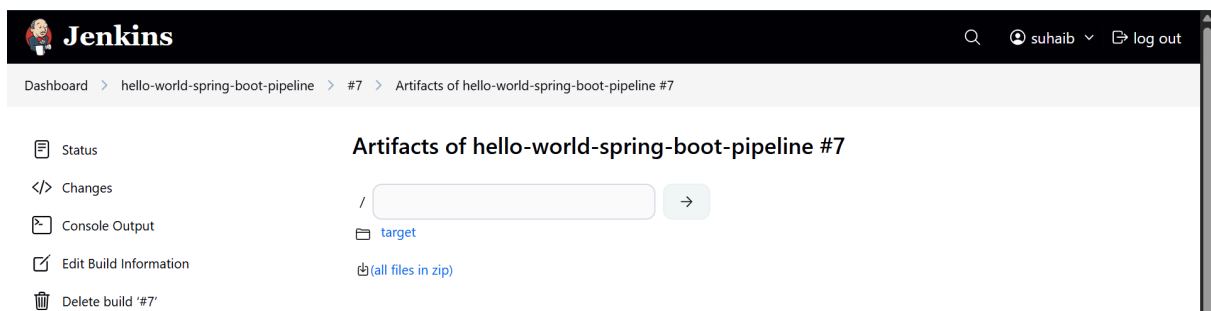 Jenkins
suhaib
log out
Dashboard > hello-world-spring-boot-pipeline > #7 > Artifacts of hello-world-spring-boot-pipeline #7
Status
Changes
Console Output
Edit Build Information
Delete build ‘#7’
Artifacts of hello-world-spring-boot-pipeline #7
/
target
(all files in zip)